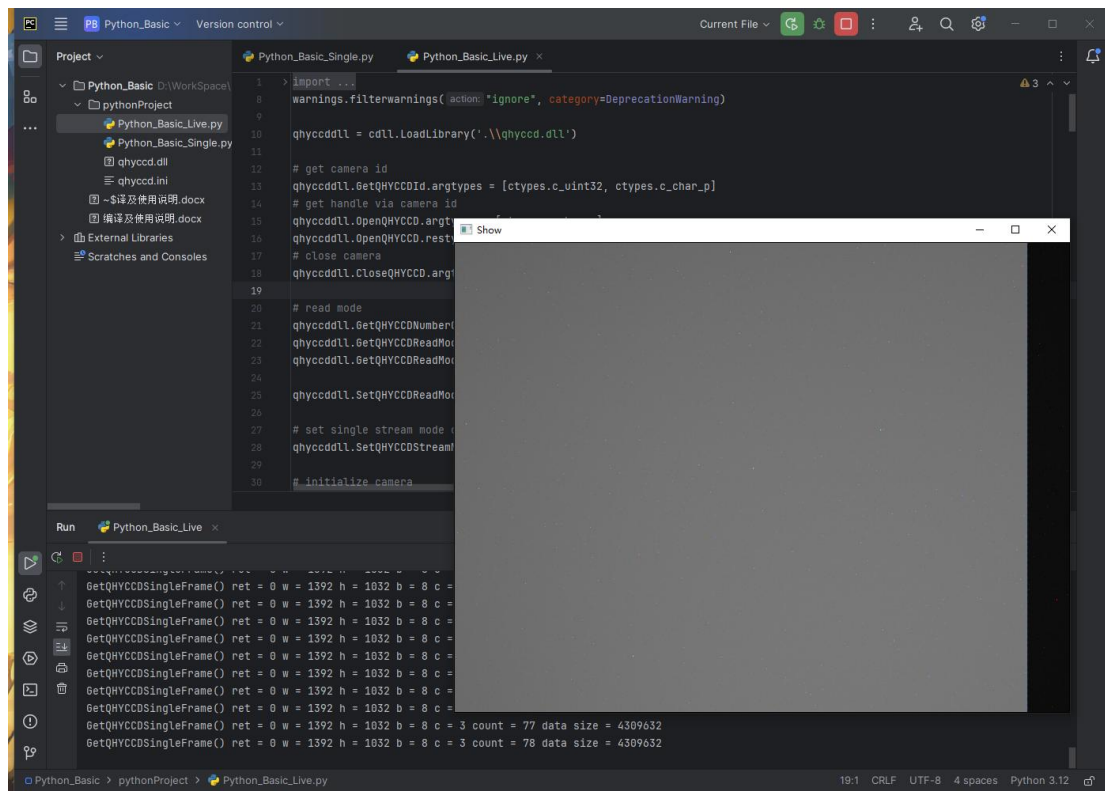 PC PB Python_Basic Version control Current File
Project
Python_Basic_Single.py Python_Basic_Live.py
Python_Basic D:\WorkSpace\
pythonProject
Python_Basic_Live.py
Python_Basic_Single.py
qhyccd.dll
qhyccd.ini
~$译及使用说明.docx
编译及使用说明.docx
External Libraries
Scratches and Consoles
1 import ... 3
8 warnings.filterwarnings( action: "ignore", category=DeprecationWarning)
9
10 qhyccddll = cdll.LoadLibrary('.\\qhyccd.dll')
11
12 # get camera id
13 qhyccddll.GetQHYCCDId.argtypes = [ctypes.c_uint32, ctypes.c_char_p]
14 # get handle via camera id
15 qhyccddll.OpenQHYCCD.argt
16 qhyccddll.OpenQHYCCD.rest
17 # close camera
18 qhyccddll.CloseQHYCCD.arg
19
20 # read mode
21 qhyccddll.GetQHYCCDNumber
22 qhyccddll.GetQHYCCDReadMo
23 qhyccddll.GetQHYCCDReadMo
24
25 qhyccddll.SetQHYCCDReadMo
26
27 # set single stream mode
28 qhyccddll.SetQHYCCDStream
29
30 # initialize camera
Show
Run Python_Basic_Live
GetQHYCCDSingleFrame() ret = 0 w = 1392 h = 1032 b = 8 c =
GetQHYCCDSingleFrame() ret = 0 w = 1392 h = 1032 b = 8 c =
GetQHYCCDSingleFrame() ret = 0 w = 1392 h = 1032 b = 8 c =
GetQHYCCDSingleFrame() ret = 0 w = 1392 h = 1032 b = 8 c =
GetQHYCCDSingleFrame() ret = 0 w = 1392 h = 1032 b = 8 c =
GetQHYCCDSingleFrame() ret = 0 w = 1392 h = 1032 b = 8 c =
GetQHYCCDSingleFrame() ret = 0 w = 1392 h = 1032 b = 8 c =
GetQHYCCDSingleFrame() ret = 0 w = 1392 h = 1032 b = 8 c =
GetQHYCCDSingleFrame() ret = 0 w = 1392 h = 1032 b = 8 c = 3 count = 77 data size = 4309632
GetQHYCCDSingleFrame() ret = 0 w = 1392 h = 1032 b = 8 c = 3 count = 78 data size = 4309632
Python_Basic > pythonProject > Python_Basic_Live.py 19:1 CRLF UTF-8 4 spaces Python 3.12